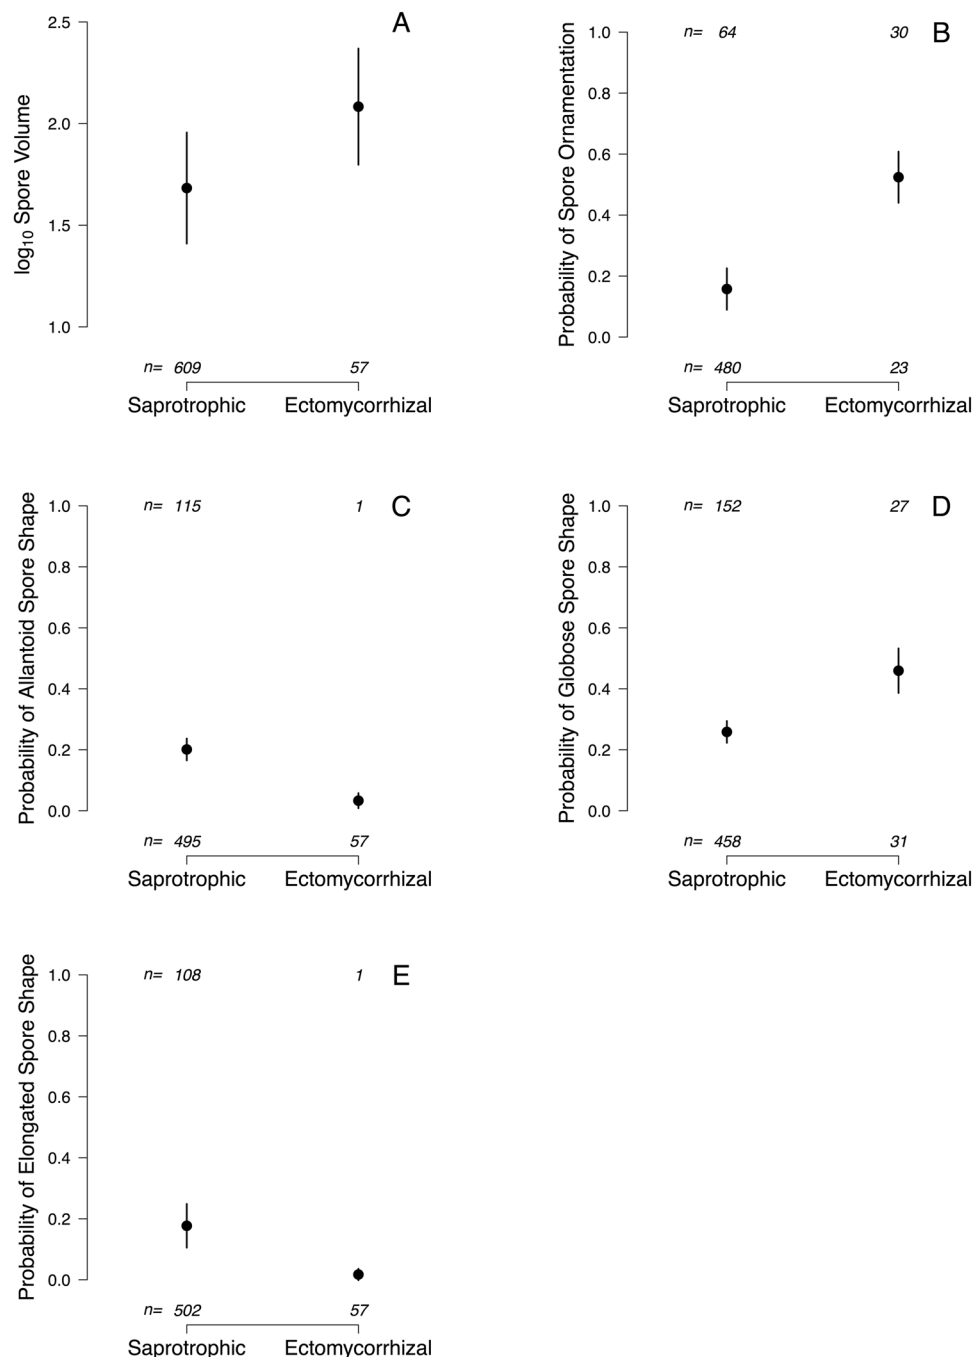 A
log10 Spore Volume
2.5
2.0
1.5
1.0
n= 609 57
Saprotrophic Ectomycorrhizal
B
Probability of Spore Ornamentation
n= 64 30
1.0
0.8
0.6
0.4
0.2
0.0
n= 480 23
Saprotrophic Ectomycorrhizal
C
Probability of Allantoid Spore Shape
n= 115 1
1.0
0.8
0.6
0.4
0.2
0.0
n= 495 57
Saprotrophic Ectomycorrhizal
D
Probability of Globose Spore Shape
n= 152 27
1.0
0.8
0.6
0.4
0.2
0.0
n= 458 31
Saprotrophic Ectomycorrhizal
E
Probability of Elongated Spore Shape
n= 108 1
1.0
0.8
0.6
0.4
0.2
0.0
n= 502 57
Saprotrophic Ectomycorrhizal